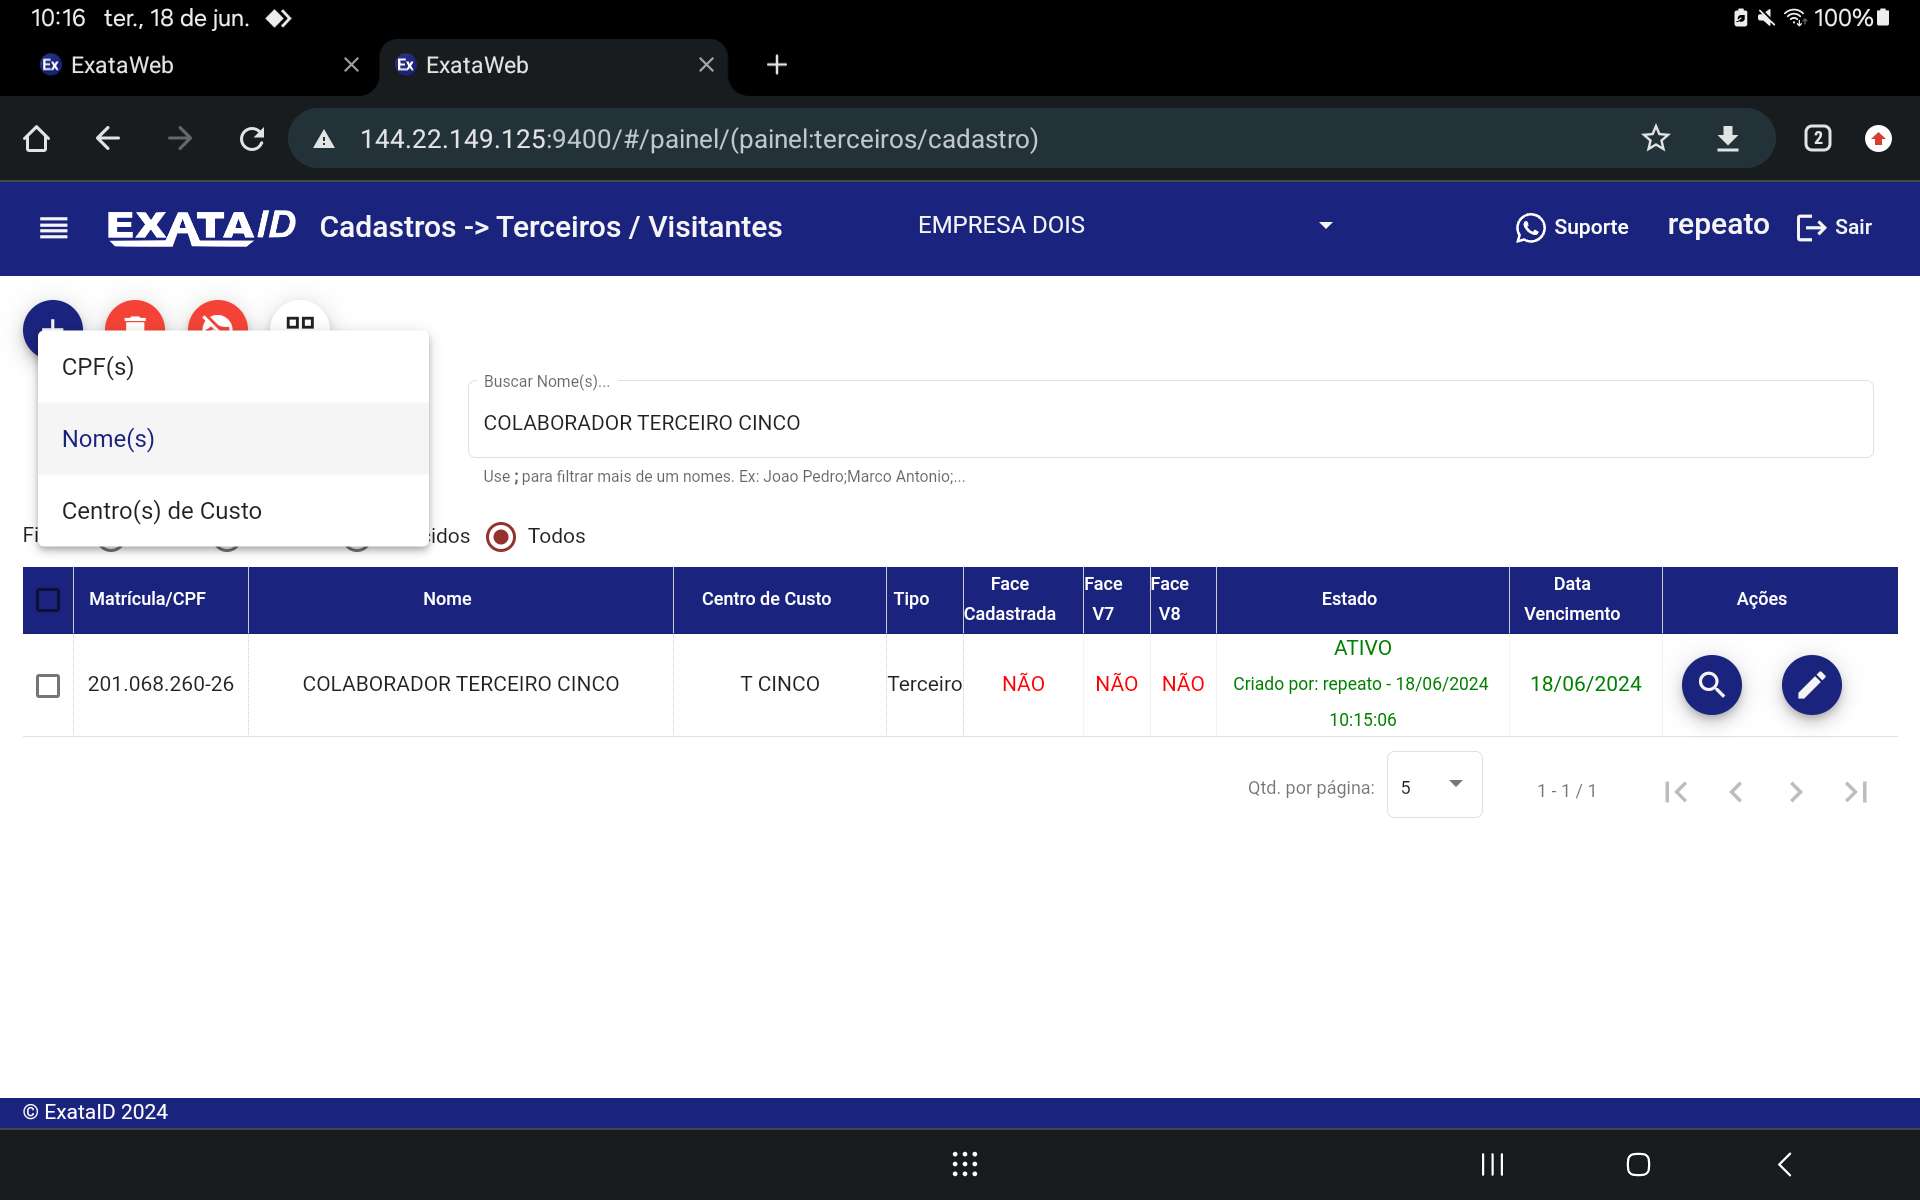 10:16 ter., 18 de jun. 100%
Ex ExataWeb Ex ExataWeb
144.22.149.125:9400/#/painel/(painel:terceiros/cadastro) 2
EXATAID Cadastros -> Terceiros / Visitantes EMPRESA DOIS Suporte repeato Sair
CPF(s)
Nome(s)
Centro(s) de Custo
Buscar Nome(s)...
COLABORADOR TERCEIRO CINCO
Use ; para filtrar mais de um nomes. Ex: Joao Pedro;Marco Antonio;...
Fi cidos Todos
Matrícula/CPF Nome Centro de Custo Tipo Face Cadastrada Face V7 Face V8 Estado Data Vencimento Ações
201.068.260-26 COLABORADOR TERCEIRO CINCO T CINCO Terceiro NÃO NÃO NÃO ATIVO
Criado por: repeato - 18/06/2024
10:15:06
18/06/2024
Qtd. por página: 5 1 - 1 / 1
© ExataID 2024